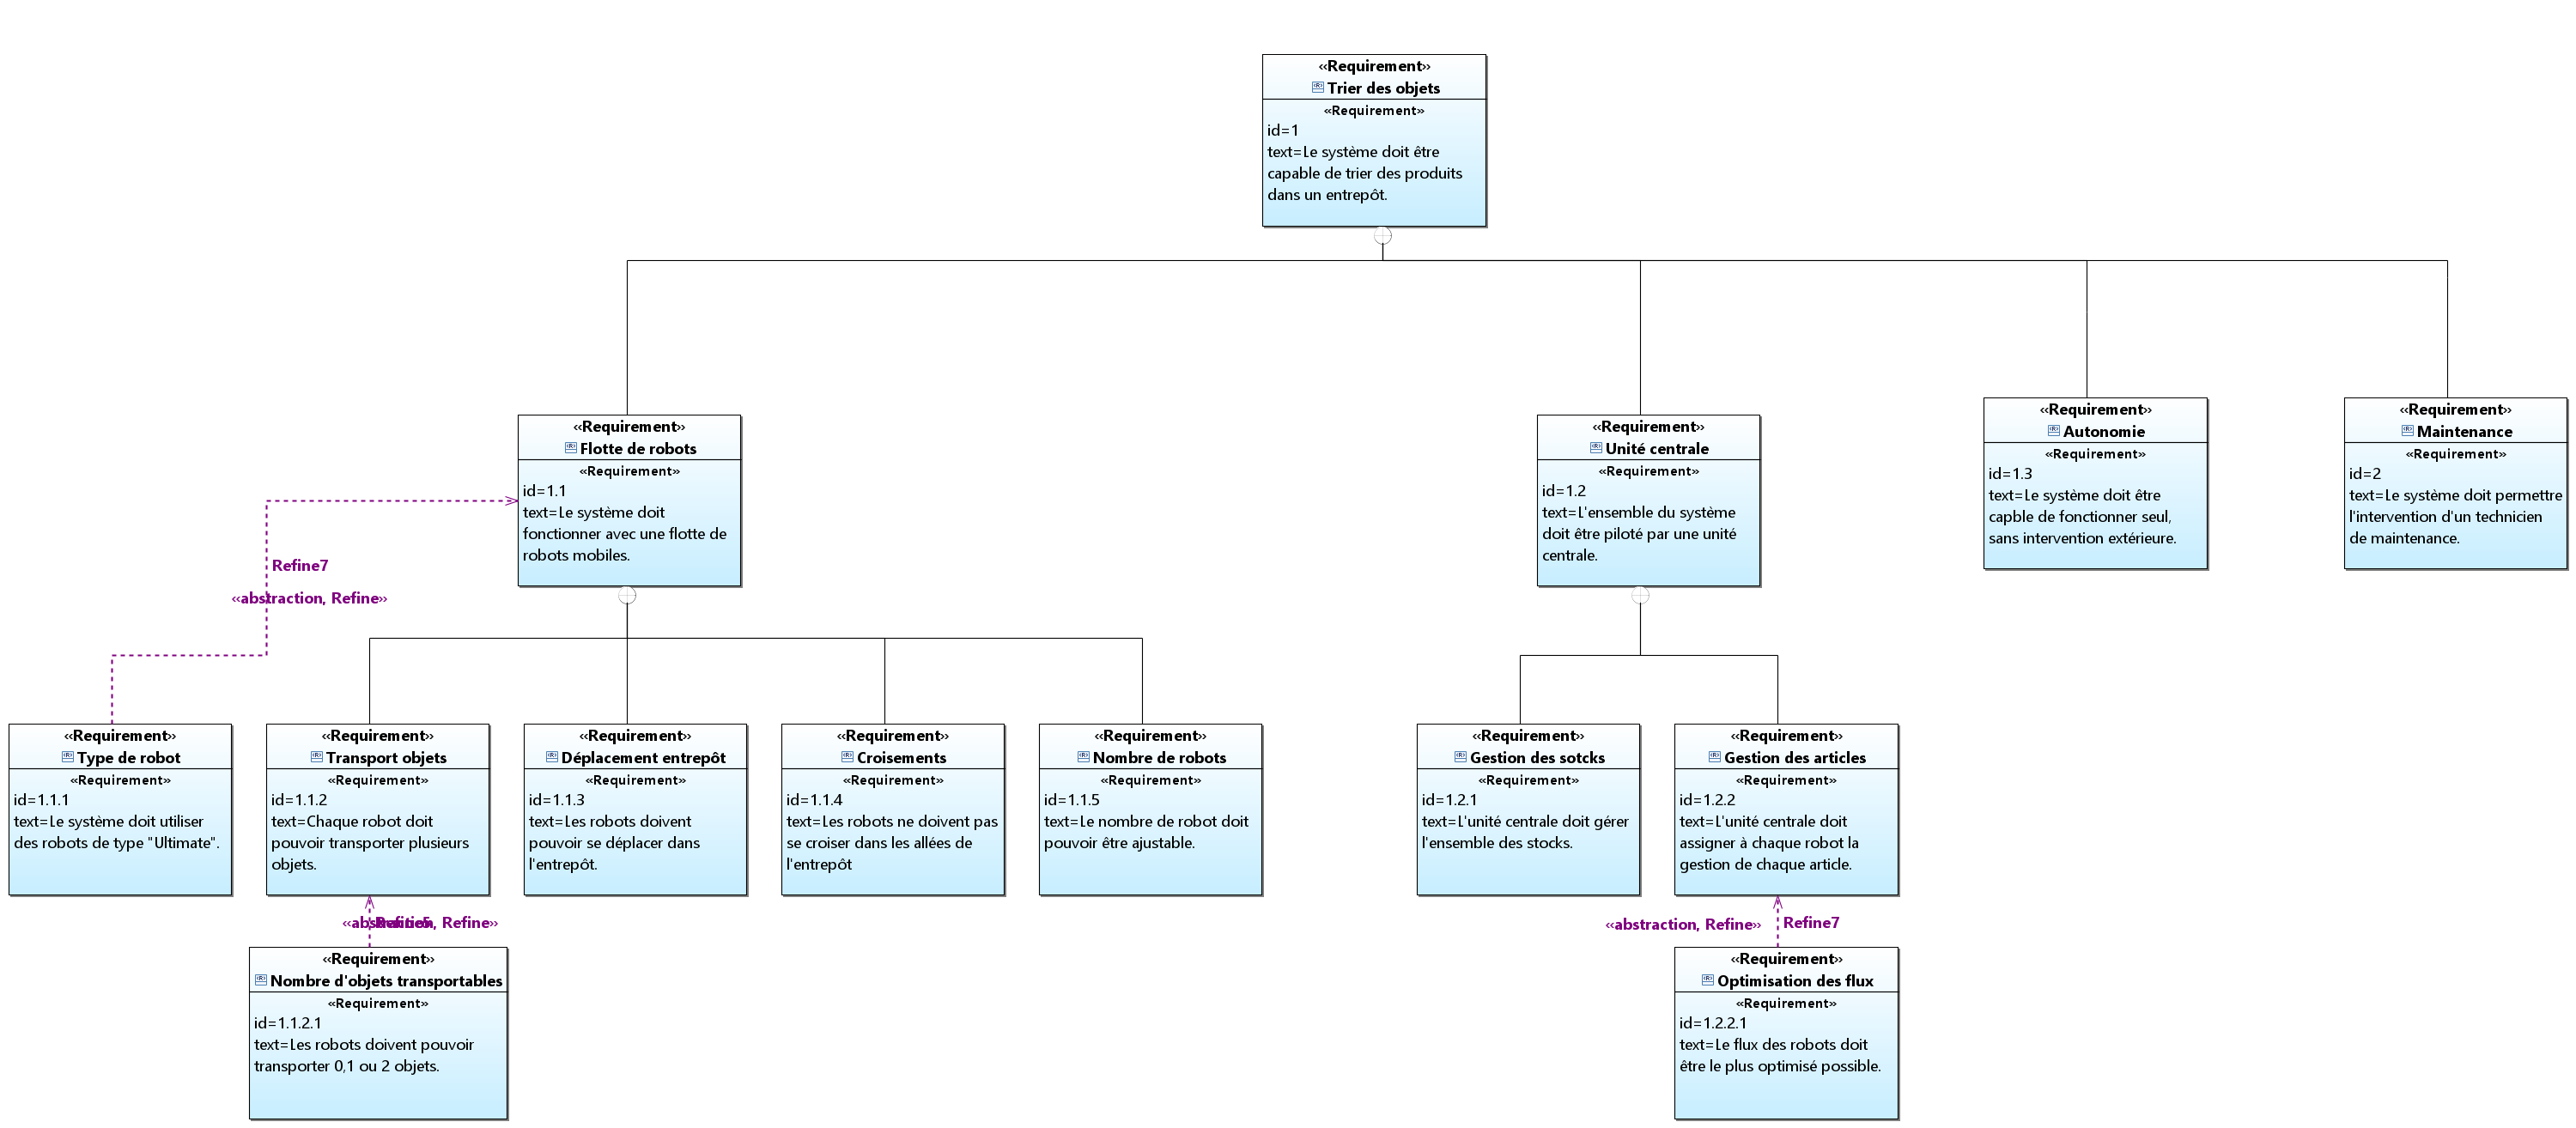 «Requirement»
Trier des objets
«Requirement»
id=1
text=Le système doit être
capable de trier des produits
dans un entrepôt.
«Requirement»
Flotte de robots
«Requirement»
id=1.1
text=Le système doit
fonctionner avec une flotte de
robots mobiles.
«Requirement»
Unité centrale
«Requirement»
id=1.2
text=L'ensemble du système
doit être piloté par une unité
centrale.
«Requirement»
Autonomie
«Requirement»
id=1.3
text=Le système doit être
capble de fonctionner seul,
sans intervention extérieure.
«Requirement»
Maintenance
«Requirement»
id=2
text=Le système doit permettre
l'intervention d'un technicien
de maintenance.
Refine7
«abstraction, Refine»
«Requirement»
Type de robot
«Requirement»
id=1.1.1
text=Le système doit utiliser
des robots de type "Ultimate".
«Requirement»
Transport objets
«Requirement»
id=1.1.2
text=Chaque robot doit
pouvoir transporter plusieurs
objets.
«Requirement»
Déplacement entrepôt
«Requirement»
id=1.1.3
text=Les robots doivent
pouvoir se déplacer dans
l'entrepôt.
«Requirement»
Croisements
«Requirement»
id=1.1.4
text=Les robots ne doivent pas
se croiser dans les allées de
l'entrepôt
«Requirement»
Nombre de robots
«Requirement»
id=1.1.5
text=Le nombre de robot doit
pouvoir être ajustable.
«Requirement»
Gestion des sotcks
«Requirement»
id=1.2.1
text=L'unité centrale doit gérer
l'ensemble des stocks.
«Requirement»
Gestion des articles
«Requirement»
id=1.2.2
text=L'unité centrale doit
assigner à chaque robot la
gestion de chaque article.
«abstraction, Refine»
«abstraction, Refine»
Refine7
«Requirement»
Nombre d'objets transportables
«Requirement»
id=1.1.2.1
text=Les robots doivent pouvoir
transporter 0,1 ou 2 objets.
«Requirement»
Optimisation des flux
«Requirement»
id=1.2.2.1
text=Le flux des robots doit
être le plus optimisé possible.